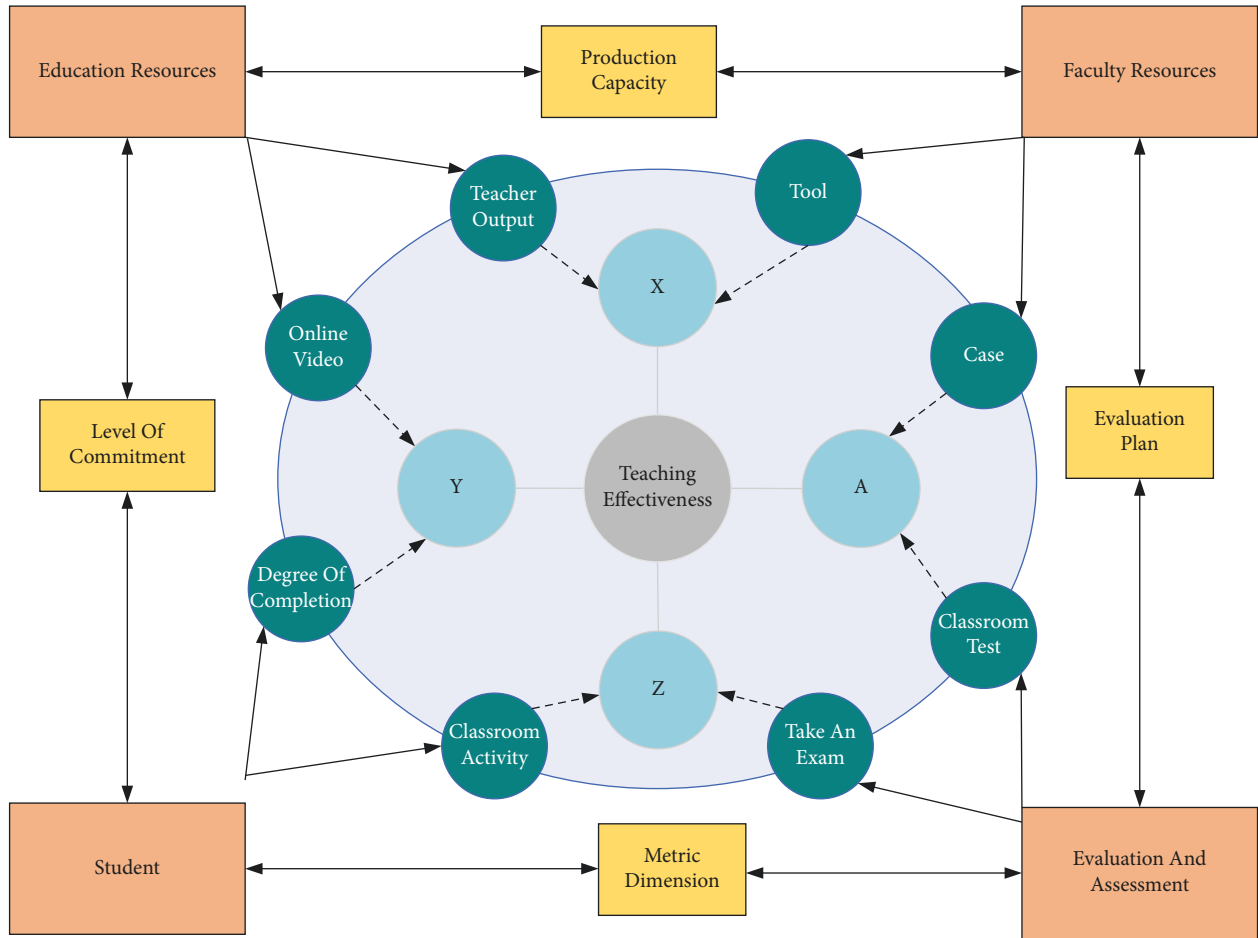 Education Resources
Production
Capacity
Faculty Resources
Teacher
Output
Tool
X
Online
Video
Case
Level Of
Commitment
Evaluation
Plan
Y
Teaching
Effectiveness
A
Degree Of
Completion
Classroom
Test
Z
Classroom
Activity
Take An
Exam
Student
Metric
Dimension
Evaluation And
Assessment